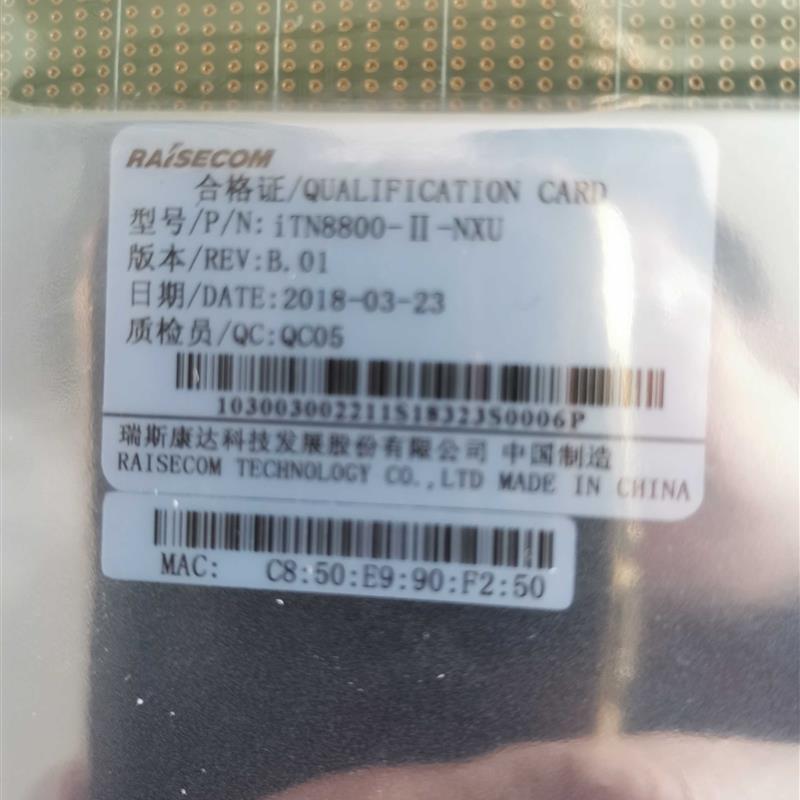 RAISECOM
合格证/QUALIFICATION CARD
型号/P/N: iTN8800-II-NXU
版本/REV:B.01
日期/DATE:2018-03-23
质检员/QC:QC05
103003002211S18323S0006P
瑞斯康达科技发展股份有限公司 中国制造
RAISECOM TECHNOLOGY CO.,LTD MADE IN CHINA
MAC: C8:50:E9:90:F2:50